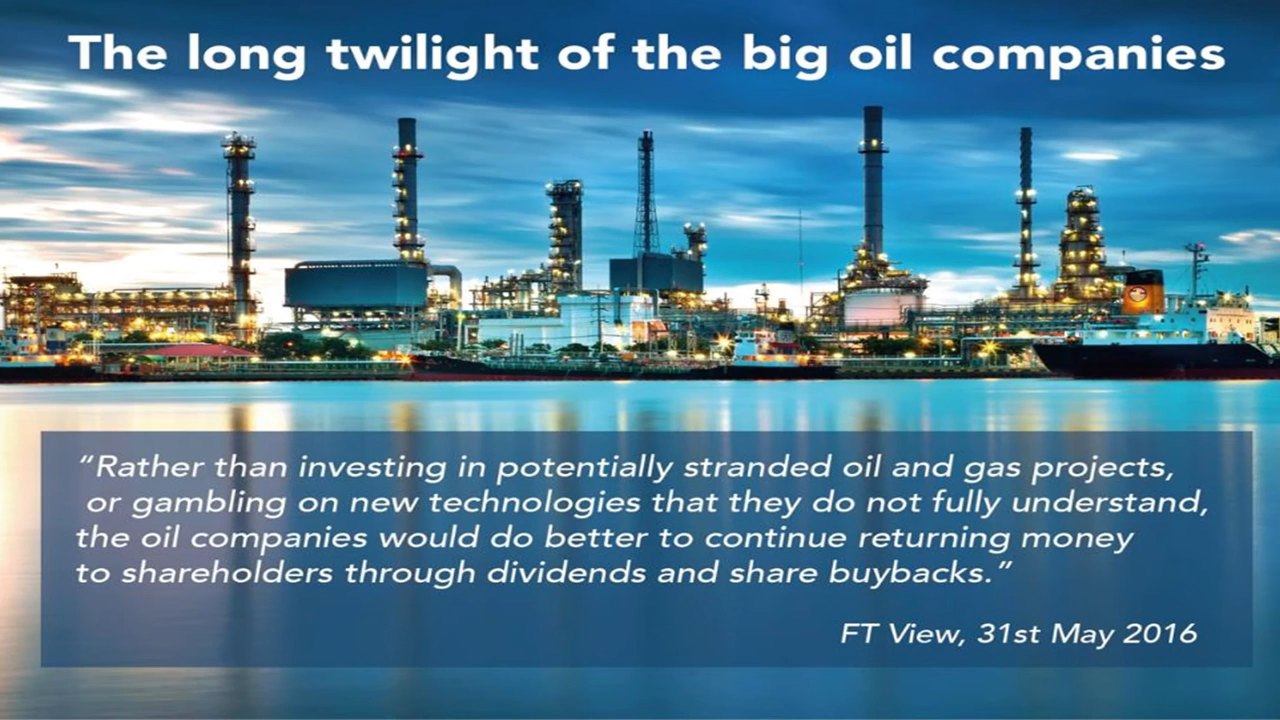 The long twilight of the big oil companies
“Rather than investing in potentially stranded oil and gas projects,
or gambling on new technologies that they do not fully understand,
the oil companies would do better to continue returning money
to shareholders through dividends and share buybacks.”
FT View, 31st May 2016